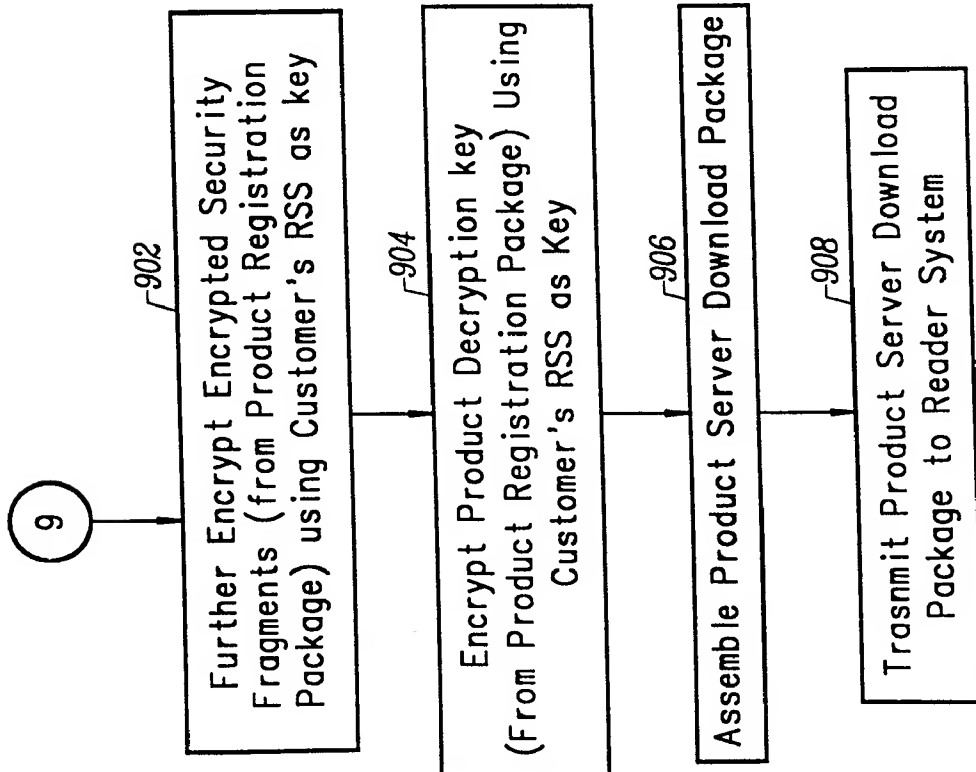 9
902
Further Encrypt Encrypted Security
Fragments (from Product Registration
Package) using Customer's RSS as key
904
Encrypt Product Decryption key
(From Product Registration Package) Using
Customer's RSS as Key
906
Assemble Product Server Download Package
908
Trasnmit Product Server Download
Package to Reader System